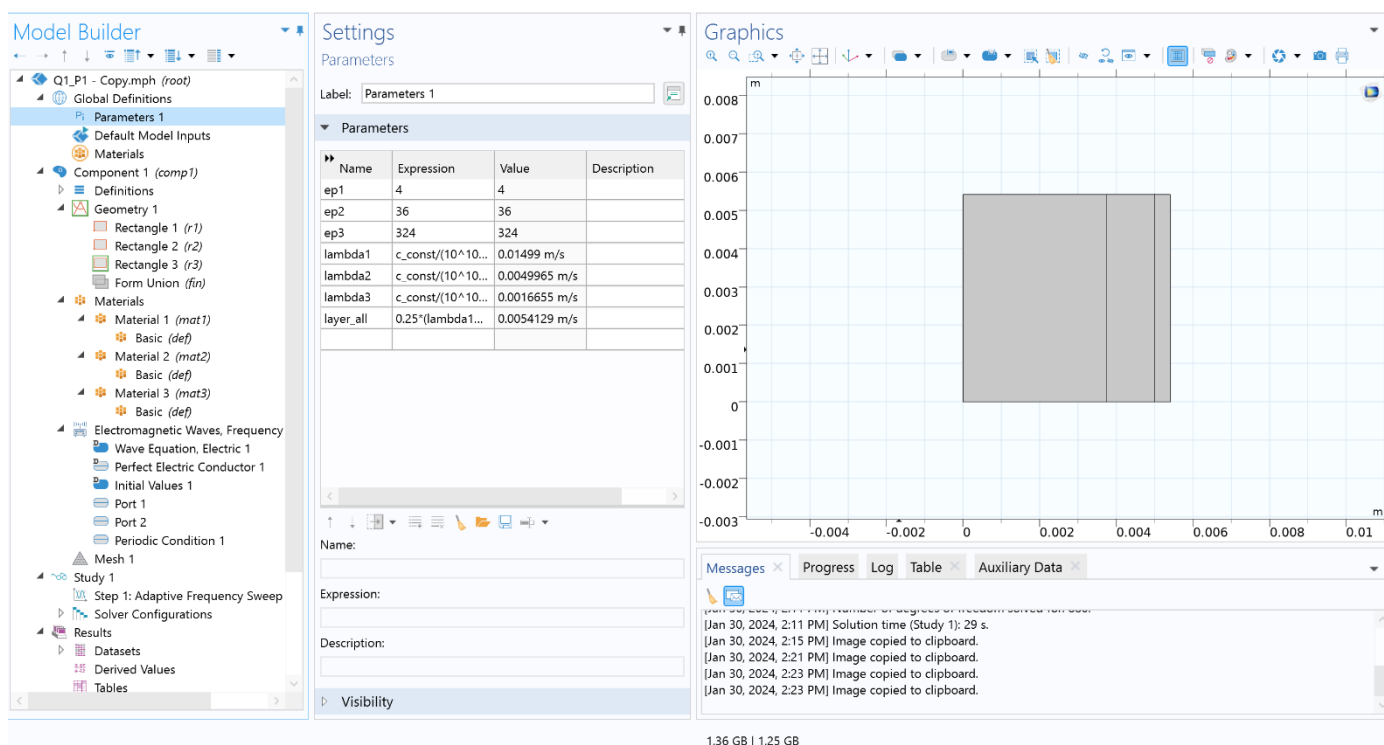 Model Builder
Q1_P1 - Copy.mph (root)
Global Definitions
Pi Parameters 1
Default Model Inputs
Materials
Component 1 (comp1)
Definitions
Geometry 1
Rectangle 1 (r1)
Rectangle 2 (r2)
Rectangle 3 (r3)
Form Union (fin)
Materials
Material 1 (mat1)
Basic (def)
Material 2 (mat2)
Basic (def)
Material 3 (mat3)
Basic (def)
Electromagnetic Waves, Frequency
Wave Equation, Electric 1
Perfect Electric Conductor 1
Initial Values 1
Port 1
Port 2
Periodic Condition 1
Mesh 1
Study 1
Step 1: Adaptive Frequency Sweep
Solver Configurations
Results
Datasets
Derived Values
Tables
Settings
Parameters
Label: Parameters 1
Parameters
Name Expression Value Description
ep1 4 4
ep2 36 36
ep3 324 324
lambda1 c_const/(10^10... 0.01499 m/s
lambda2 c_const/(10^10... 0.0049965 m/s
lambda3 c_const/(10^10... 0.0016655 m/s
layer_all 0.25*(lambda1... 0.0054129 m/s
Name:
Expression:
Description:
Visibility
Graphics
m
0.008
0.007
0.006
0.005
0.004
0.003
0.002
0.001
0
-0.001
-0.002
-0.003
m
-0.004 -0.002 0 0.002 0.004 0.006 0.008 0.01
Messages Progress Log Table Auxiliary Data
[Jan 30, 2024, 2:11 PM] Solution time (Study 1): 29 s.
[Jan 30, 2024, 2:15 PM] Image copied to clipboard.
[Jan 30, 2024, 2:21 PM] Image copied to clipboard.
[Jan 30, 2024, 2:23 PM] Image copied to clipboard.
[Jan 30, 2024, 2:23 PM] Image copied to clipboard.
1.36 GB | 1.25 GB